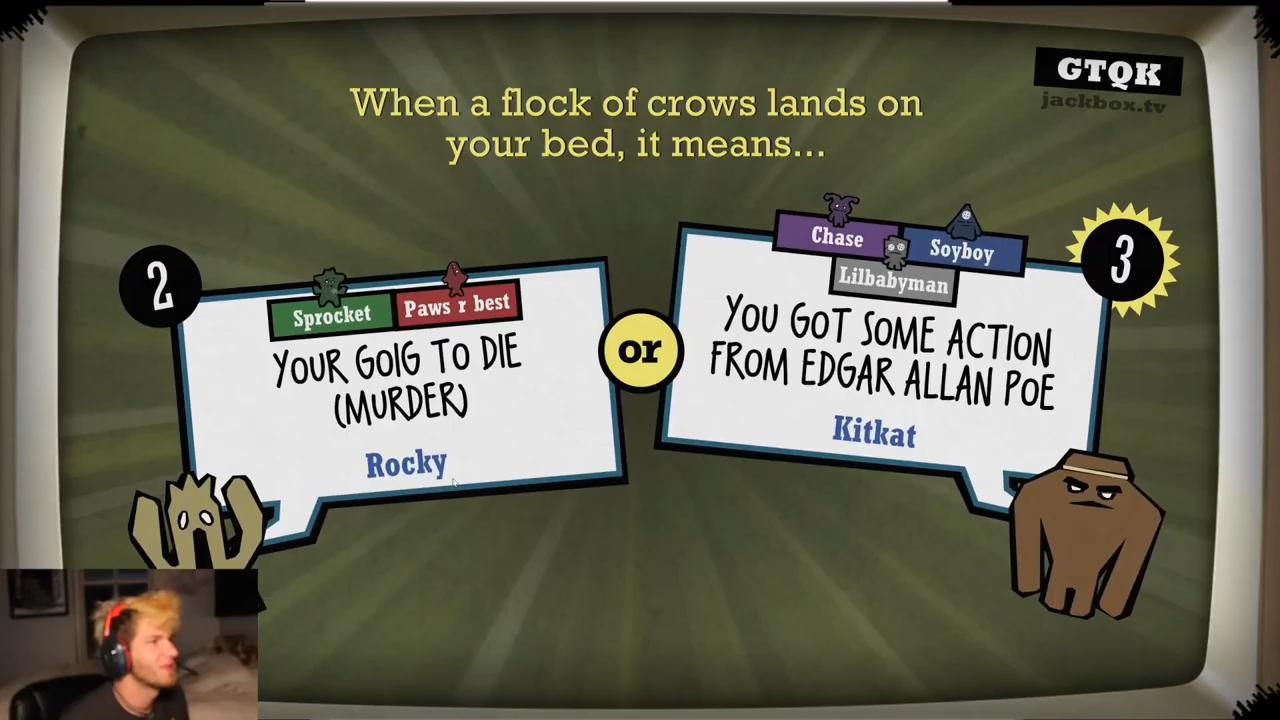 GTQK
jackbox.tv
When a flock of crows lands on
your bed, it means...
2
Sprocket
Paws r best
YOUR GOIG TO DIE
(MURDER)
Rocky
or
Chase
Soyboy
Lilbabyman
3
YOU GOT SOME ACTION
FROM EDGAR ALLAN POE
Kitkat